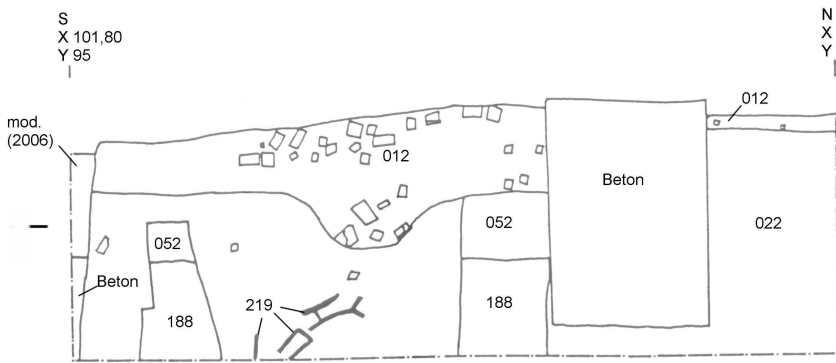 S
X 101,80
Y 95
N
X
Y
mod.
(2006)
012
012
Beton
052
052
022
Beton
219
188
188